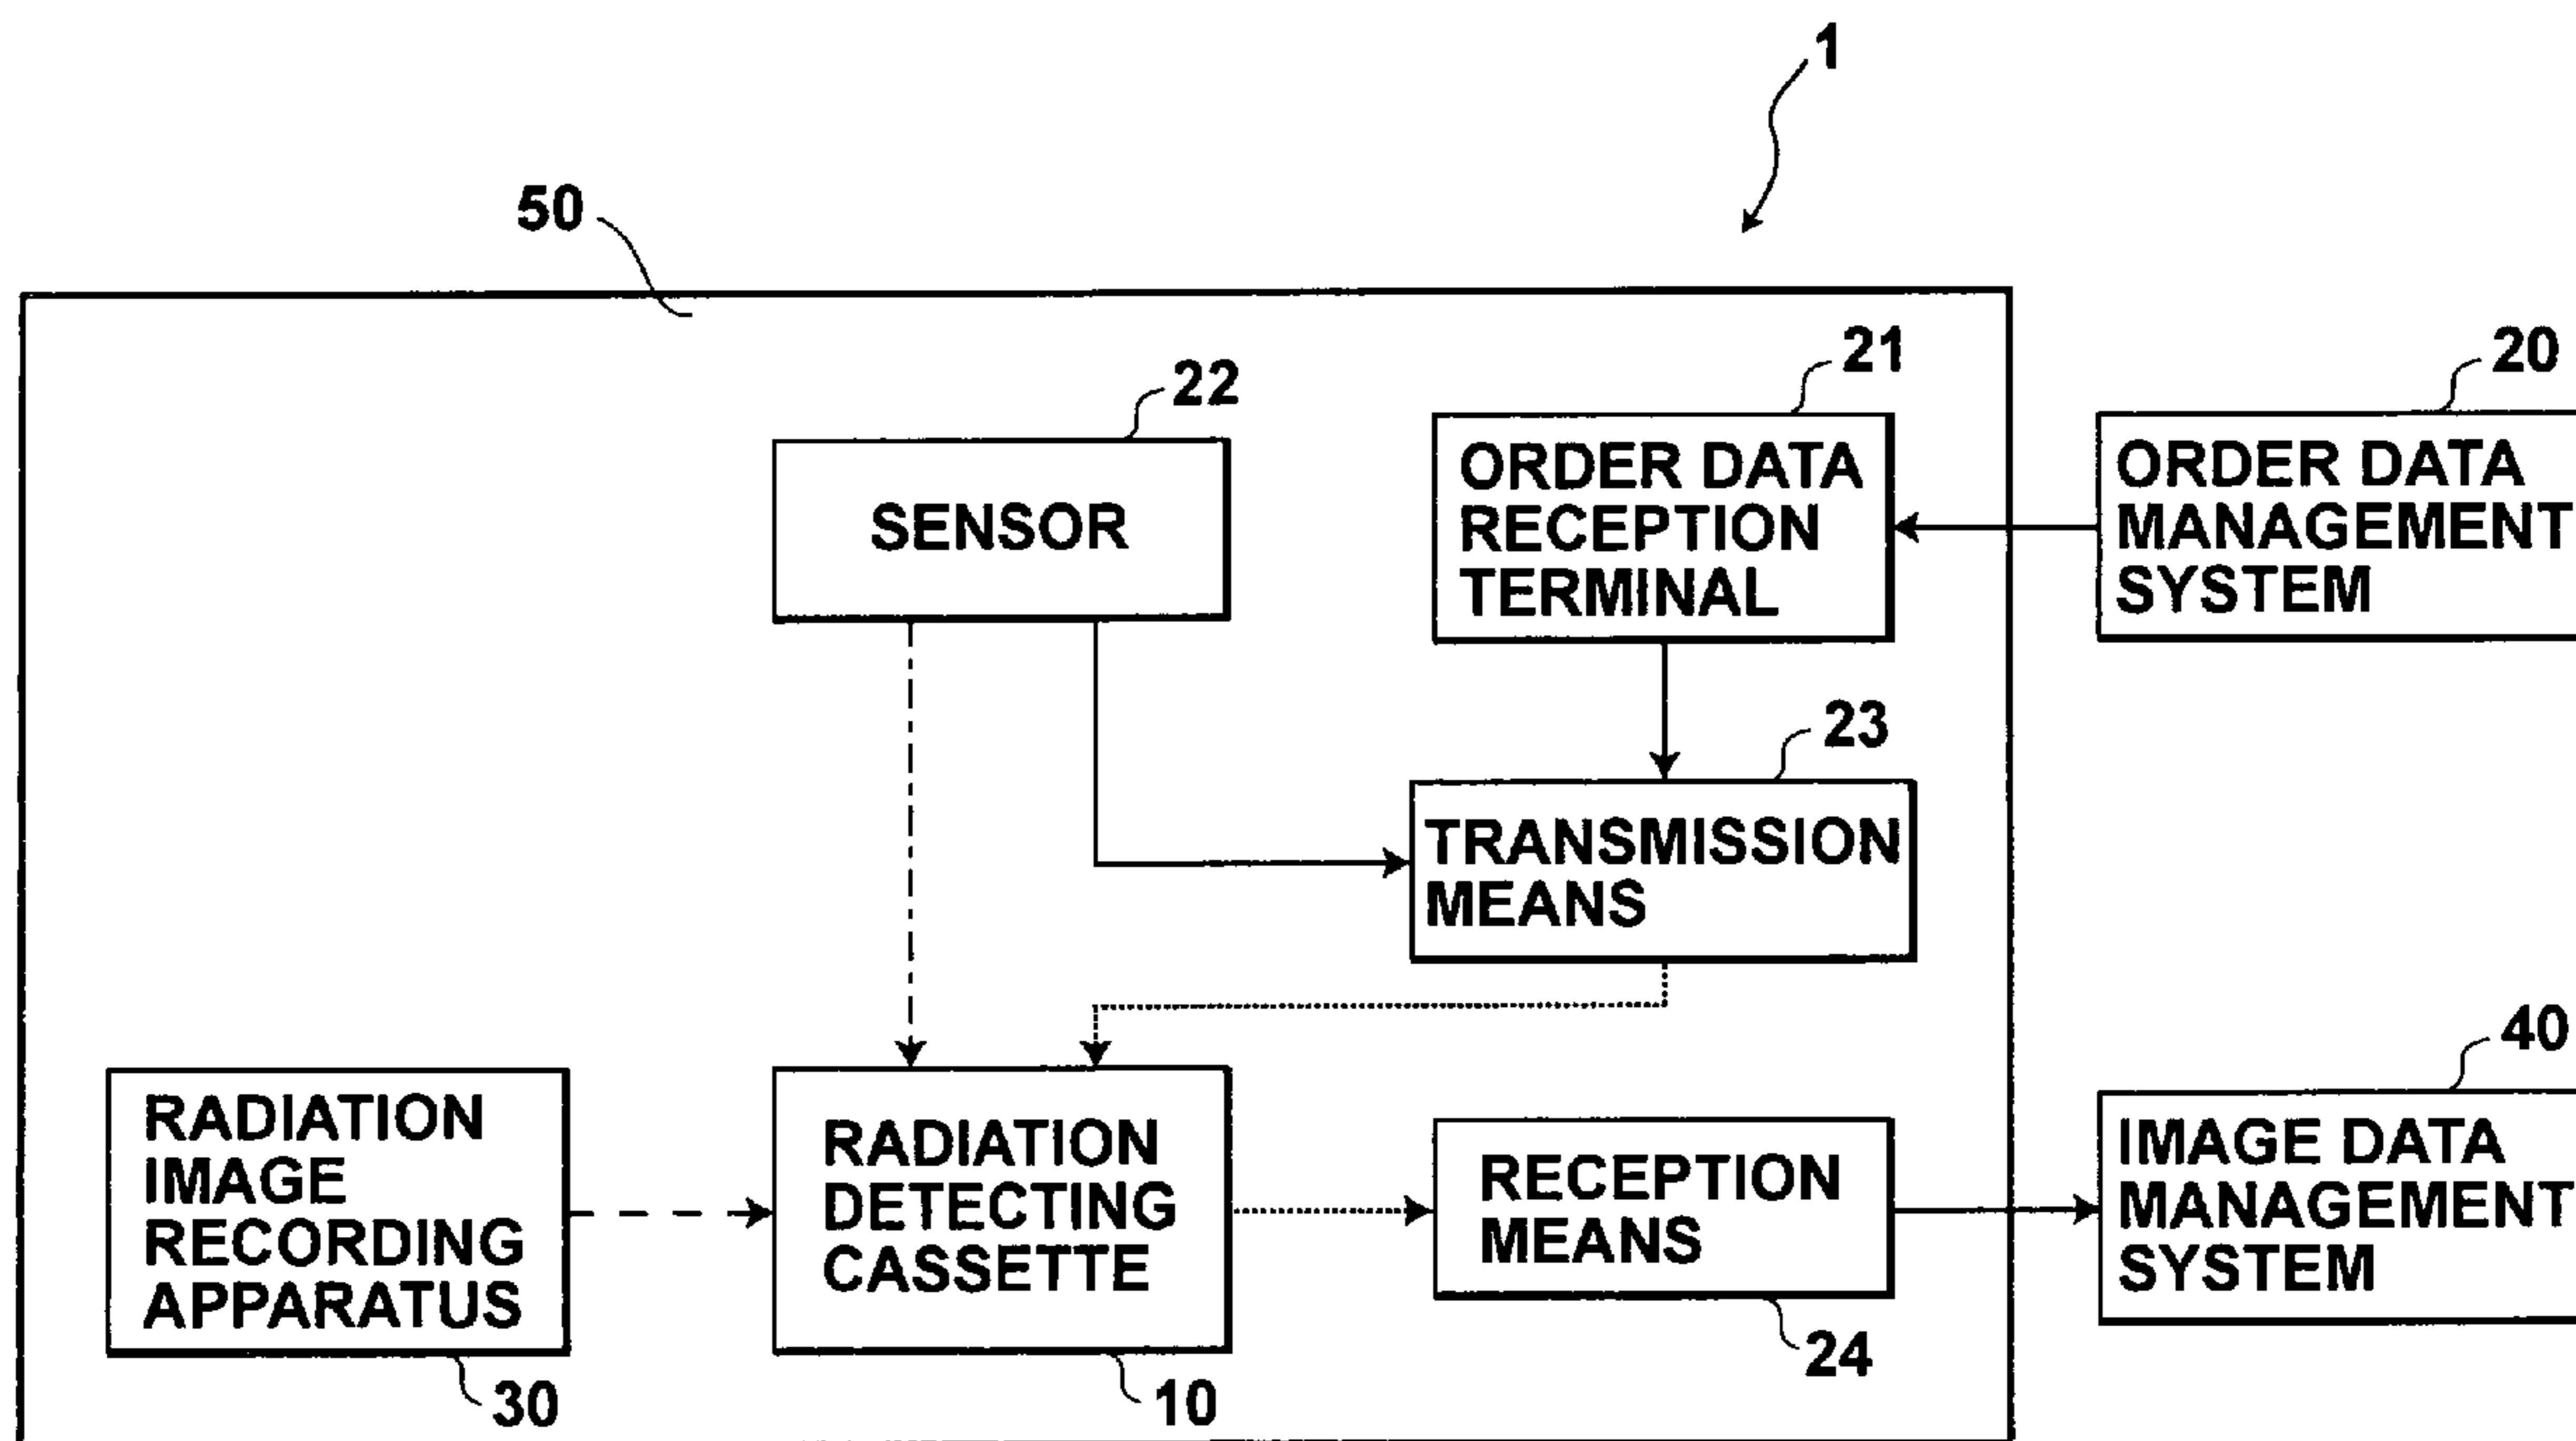 1
50
22
21
20
SENSOR
ORDER DATA
RECEPTION
TERMINAL
ORDER DATA
MANAGEMENT
SYSTEM
23
TRANSMISSION
MEANS
40
RADIATION
IMAGE
RECORDING
APPARATUS
RADIATION
DETECTING
CASSETTE
RECEPTION
MEANS
IMAGE DATA
MANAGEMENT
SYSTEM
30
10
24